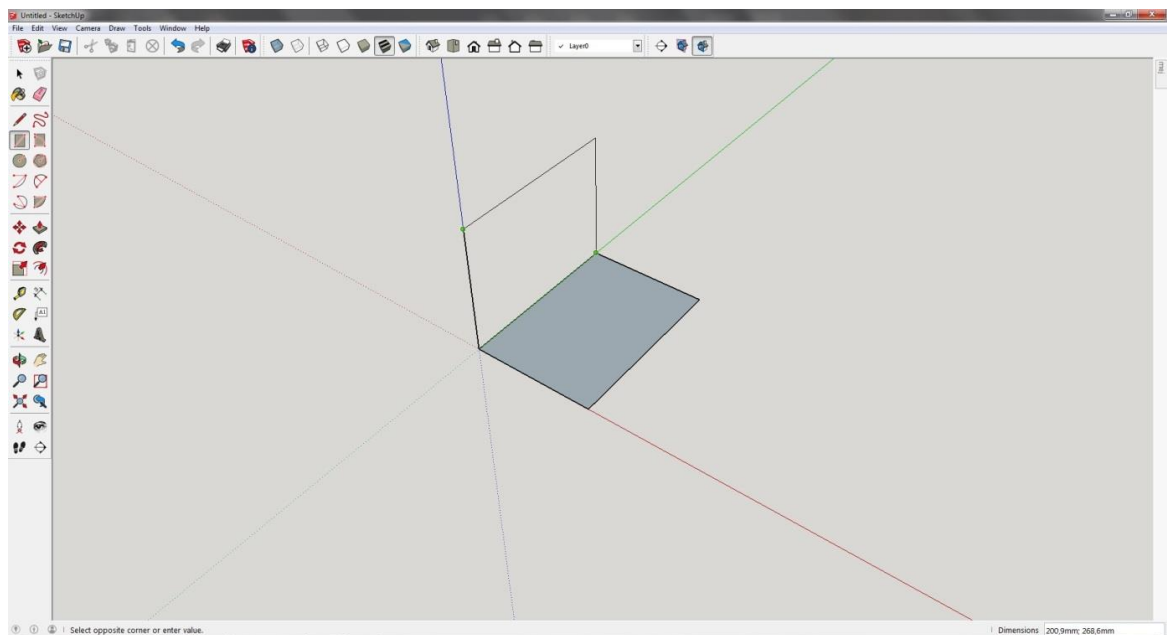 Untitled - SketchUp
File Edit View Camera Draw Tools Window Help
Layer0
A1
Select opposite corner or enter value.
Dimensions 200,9mm; 268,6mm